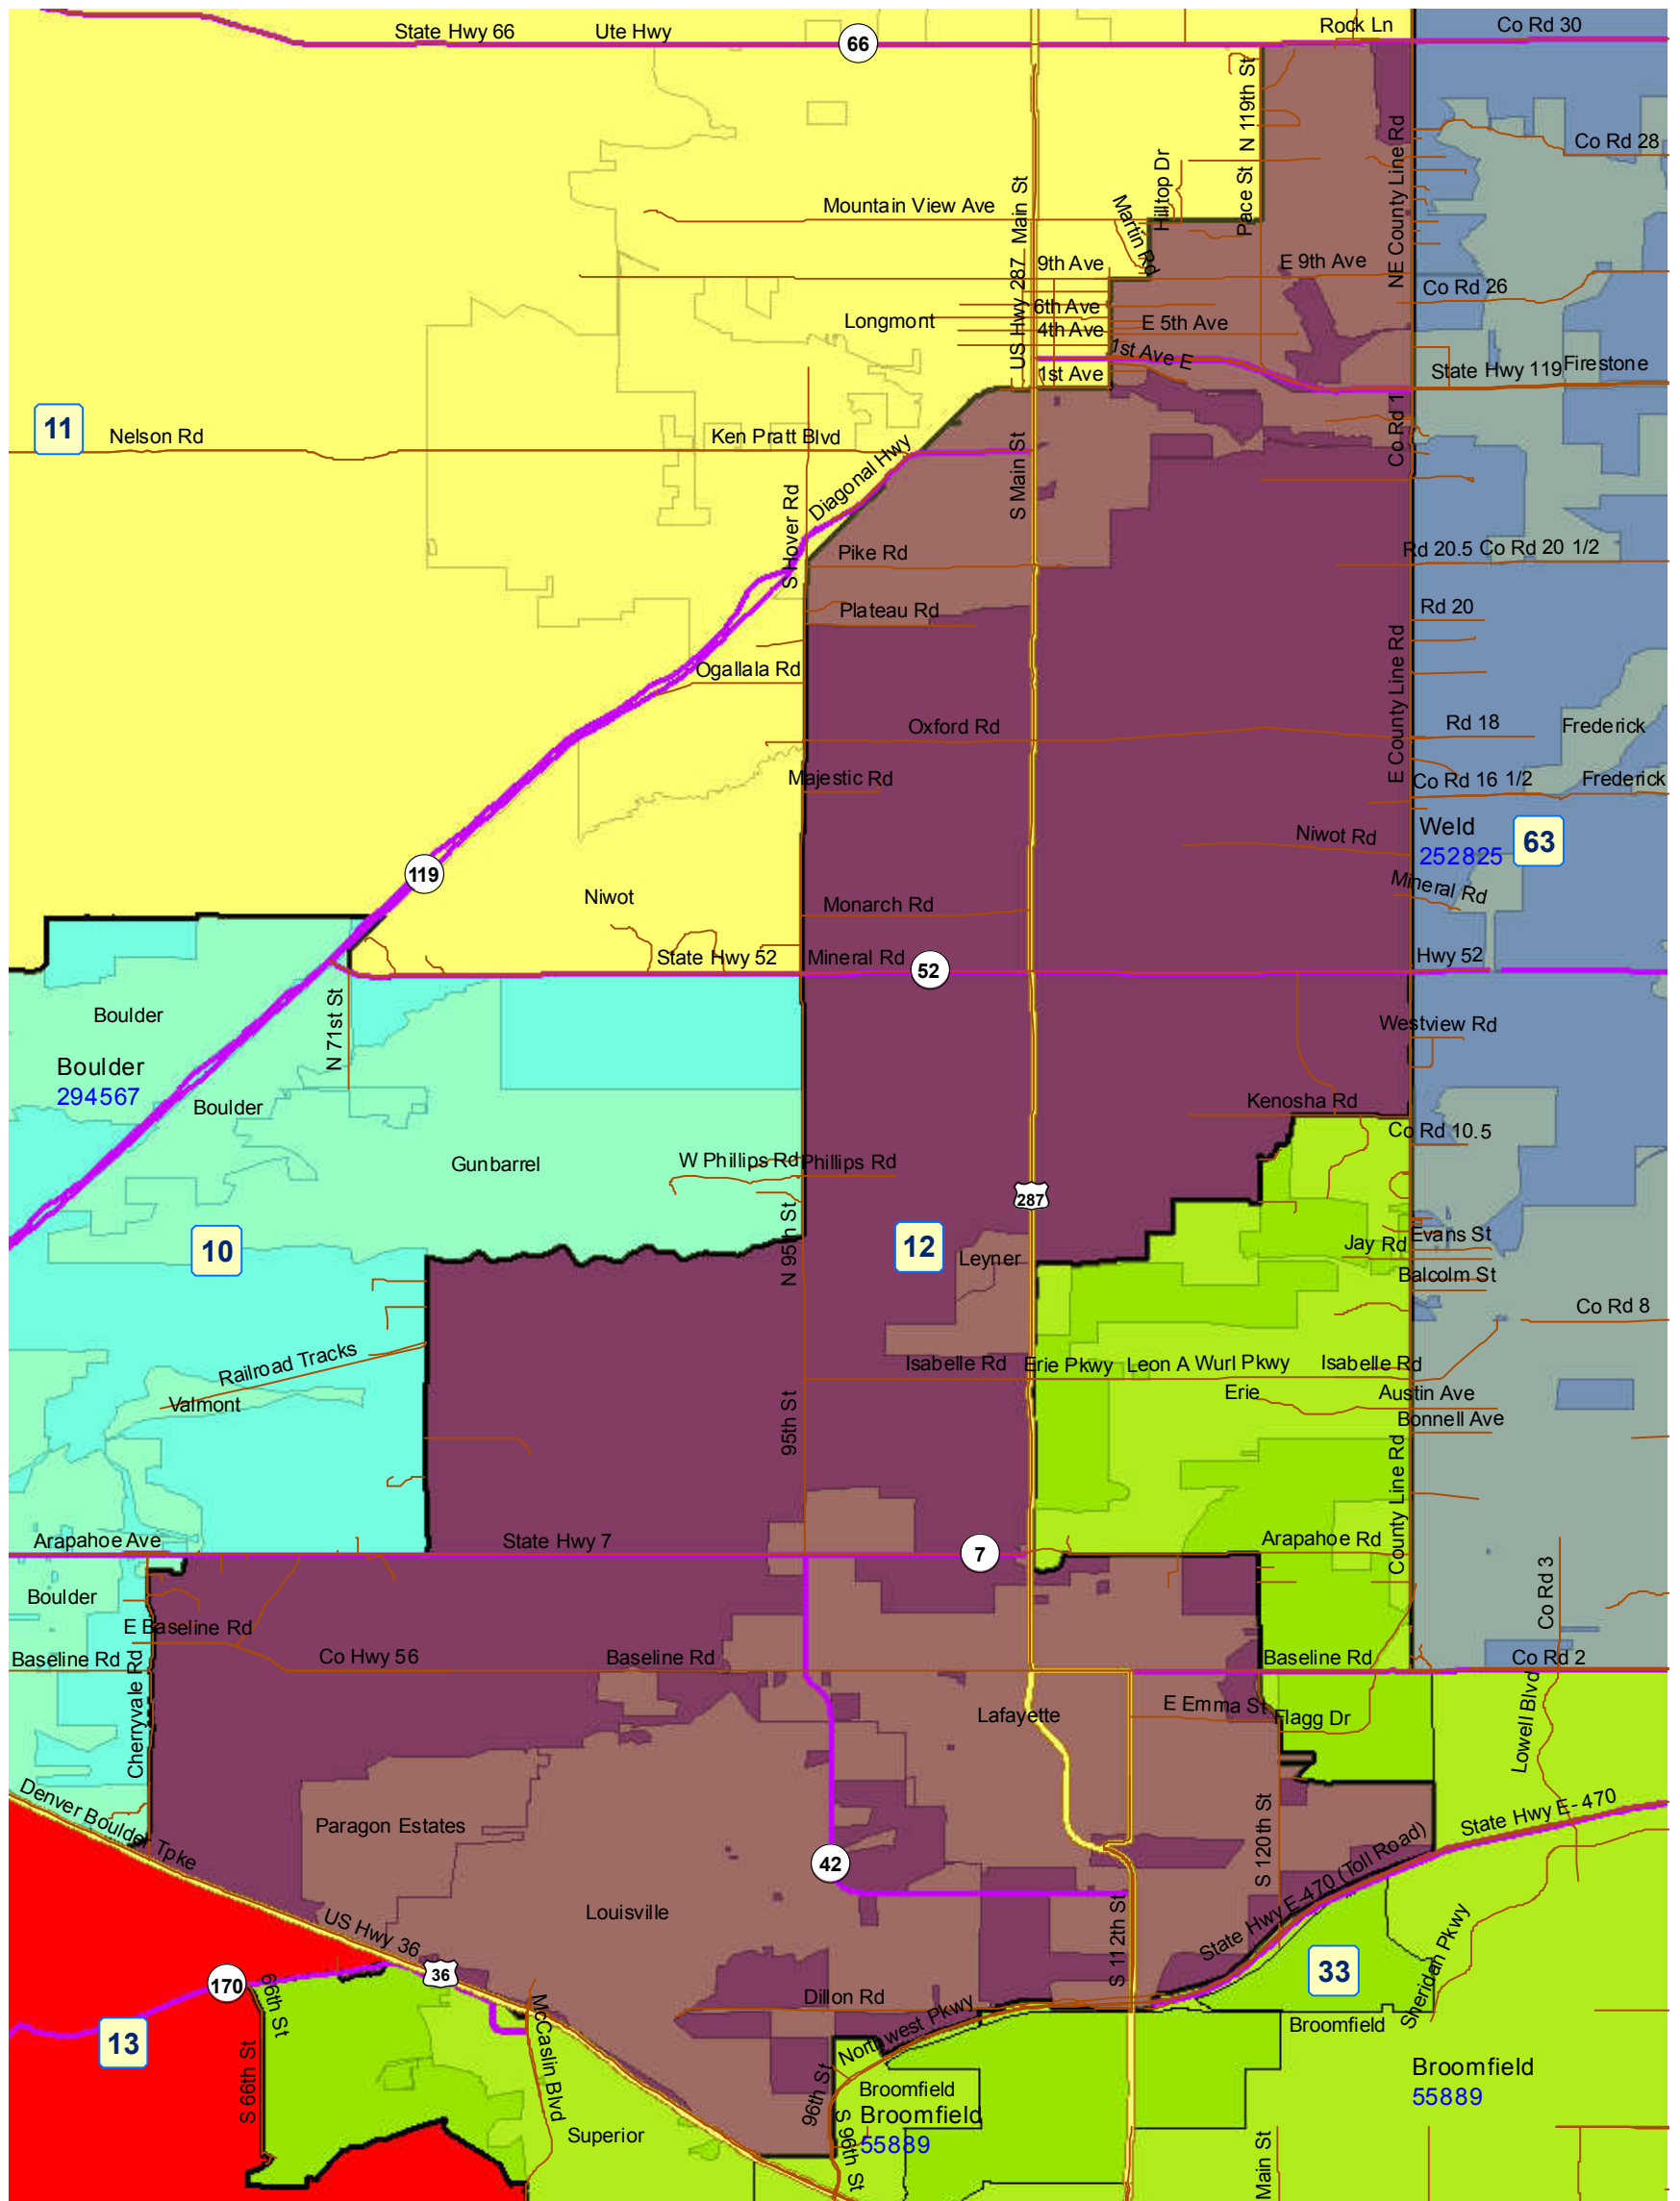 State Hwy 66
Ute Hwy
66
Rock Ln
Co Rd 30
N 119th St
Co Rd 28
NE County Line Rd
Hilltop Dr
Pace St
Main St
Mountain View Ave
Martin Rd
9th Ave
E 9th Ave
US Hwy 287
Co Rd 26
6th Ave
Longmont
4th Ave
E 5th Ave
1st Ave E
1st Ave
State Hwy 119
Firestone
11
Nelson Rd
Ken Pratt Blvd
Diagonal Hwy
S Main St
Co Rd 1
S Hover Rd
Pike Rd
Rd 20.5
Co Rd 20 1/2
Plateau Rd
Rd 20
Ogallala Rd
E County Line Rd
Oxford Rd
Rd 18
Frederick
Majestic Rd
Co Rd 16 1/2
Frederick
Weld
252825
63
Niwot Rd
119
Mineral Rd
Niwot
Monarch Rd
State Hwy 52
Mineral Rd
52
Hwy 52
Boulder
N 71st St
Westview Rd
Boulder
294567
Boulder
Kenosha Rd
Co Rd 10.5
Gunbarrel
W Phillips Rd
Phillips Rd
287
10
12
N 95th St
Leyner
Jay Rd
Evans St
Balcolm St
Co Rd 8
Railroad Tracks
Isabelle Rd
Erie Pkwy
Leon A Wurl Pkwy
Isabelle Rd
Valmont
Erie
Austin Ave
95th St
Bonnell Ave
County Line Rd
Arapahoe Ave
State Hwy 7
7
Arapahoe Rd
Boulder
Co Rd 3
E Baseline Rd
Baseline Rd
Co Hwy 56
Baseline Rd
Baseline Rd
Co Rd 2
Cherryvale Rd
Lafayette
E Emma St
Flagg Dr
Lowell Blvd
Denver Boulder Tpke
Paragon Estates
S 120th St
State Hwy E-470
42
State Hwy E-470 (Toll Road)
Louisville
US Hwy 36
S 112th St
Sheridan Pkwy
36
170
33
66th St
McCaslin Blvd
Dillon Rd
Northwest Pkwy
Broomfield
13
S 66th St
96th St
Broomfield
Broomfield
55889
Broomfield
55889
Superior
S 96th St
Main St